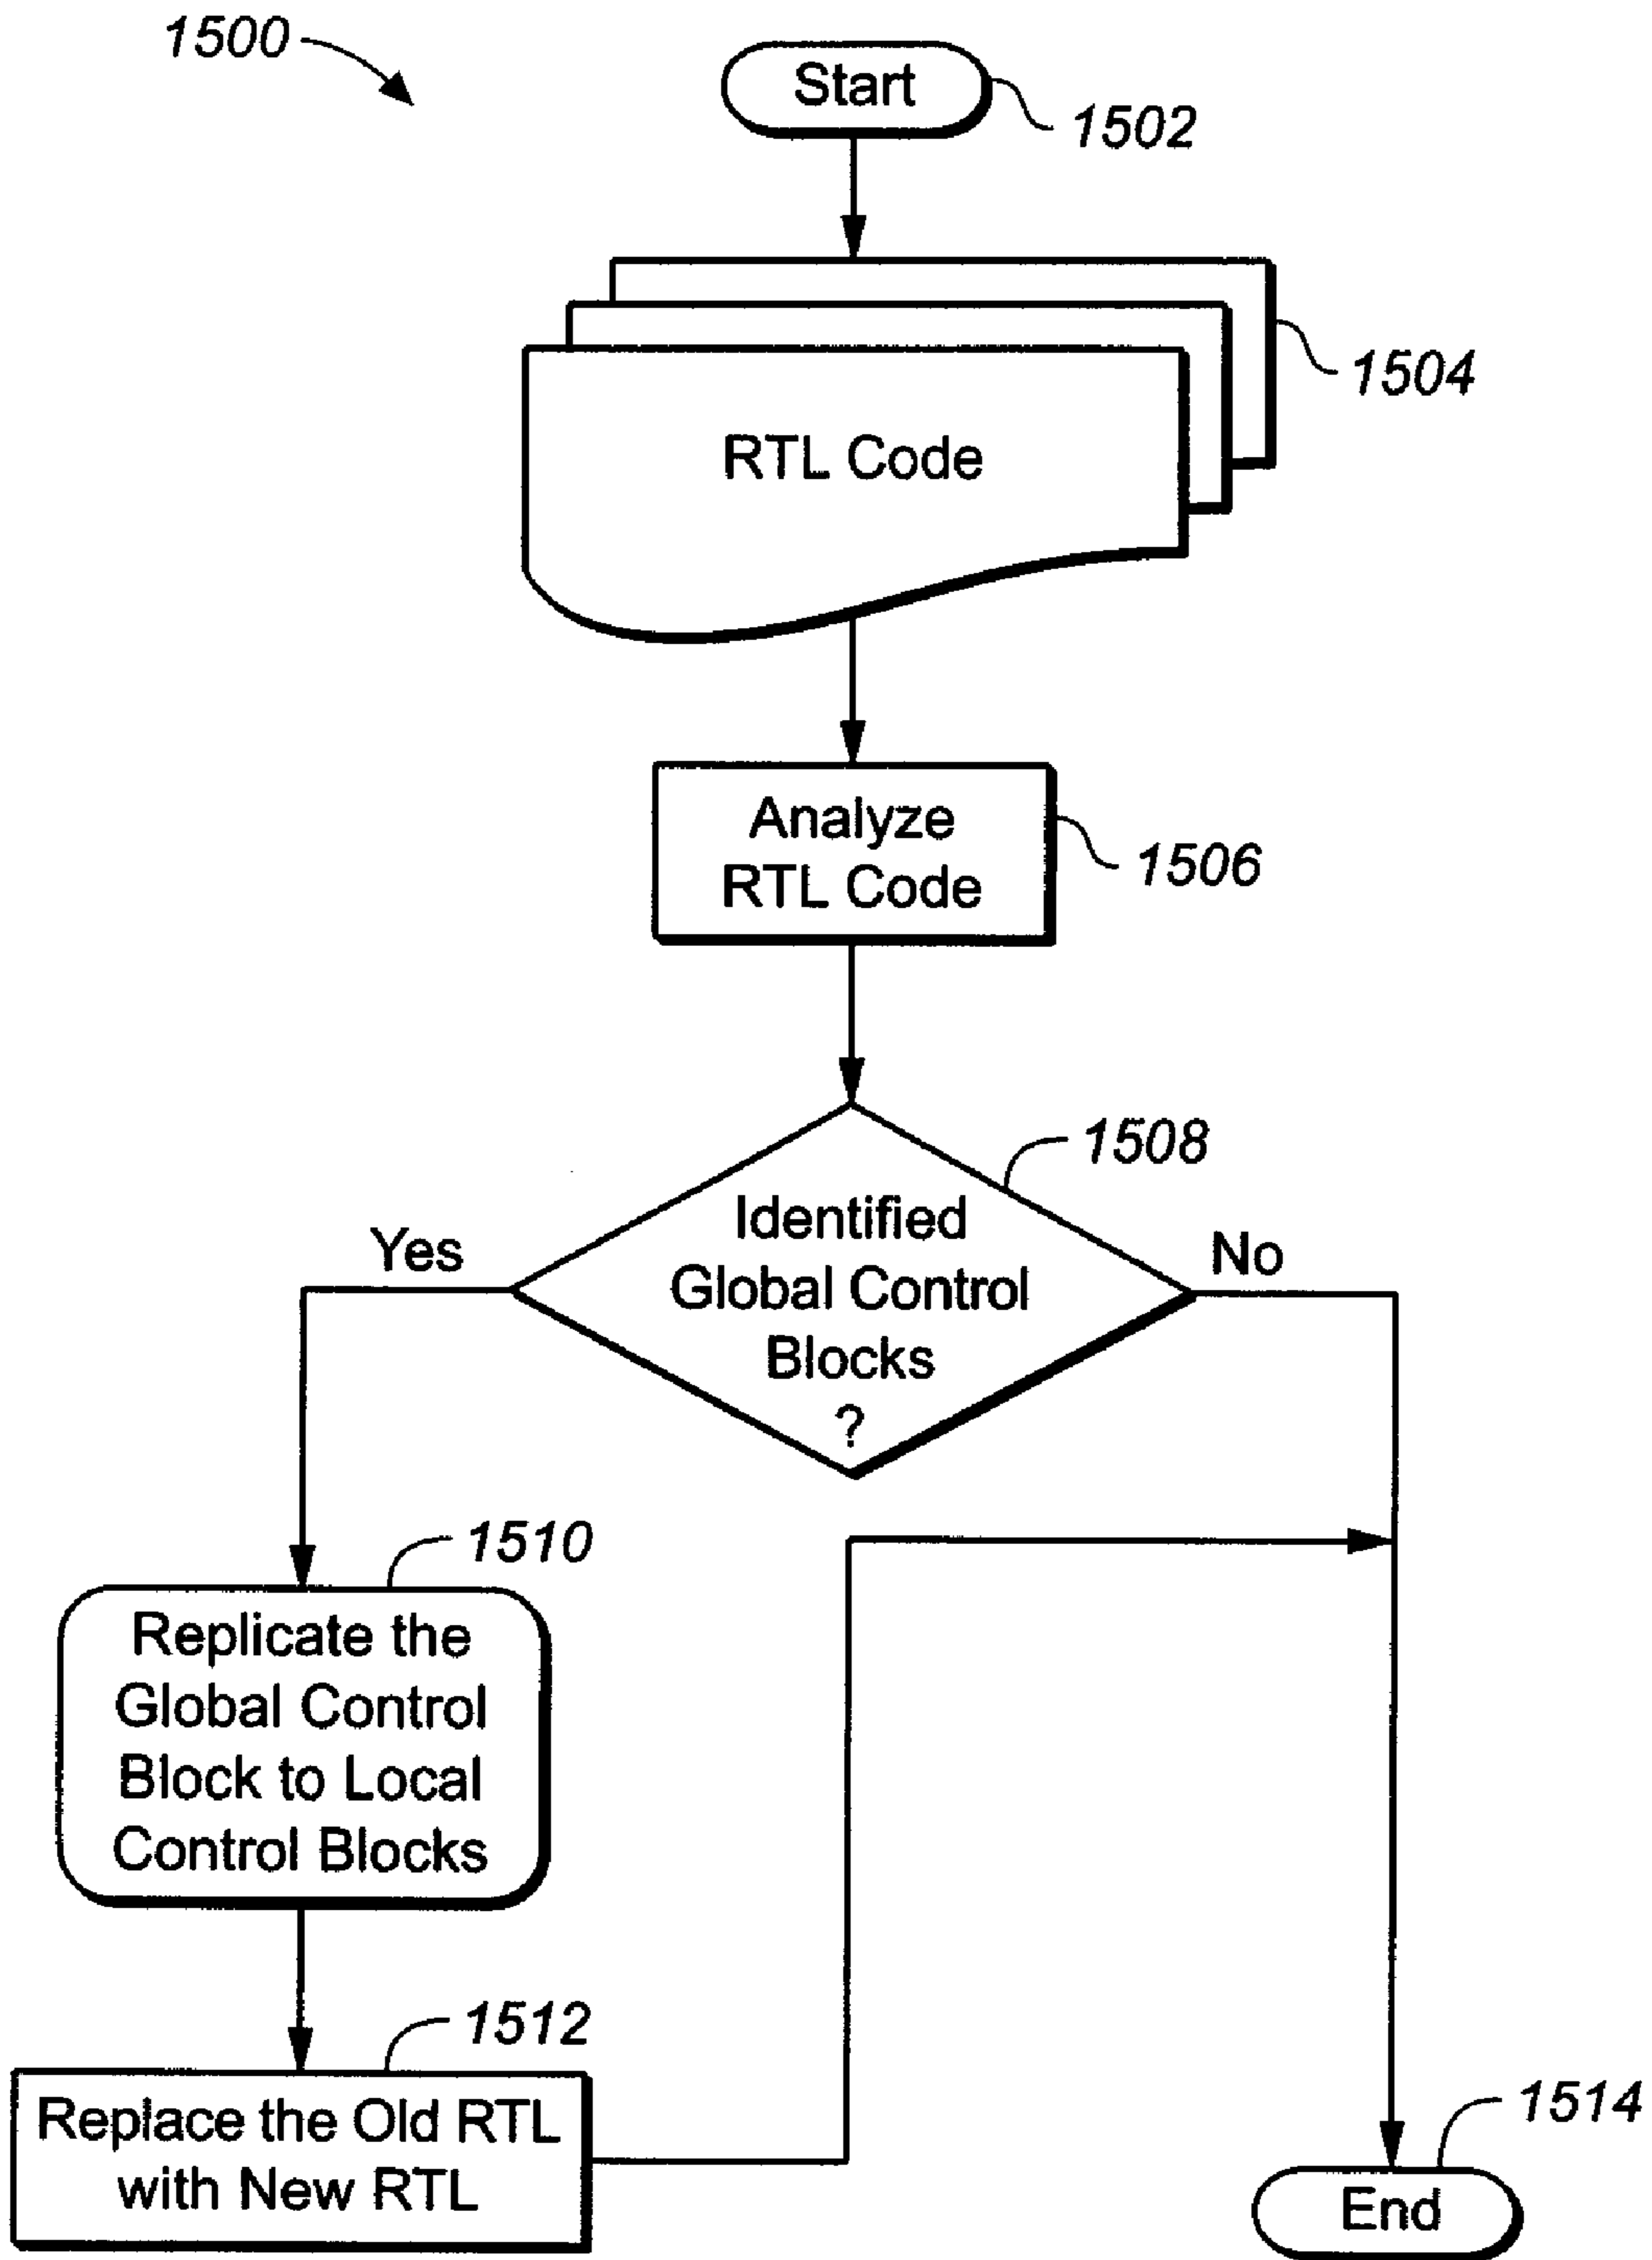 1500
Start
1502
1504
RTL Code
Analyze
RTL Code
1506
1508
Identified
Global Control
Blocks
?
Yes
No
1510
Replicate the
Global Control
Block to Local
Control Blocks
1512
Replace the Old RTL
with New RTL
1514
End